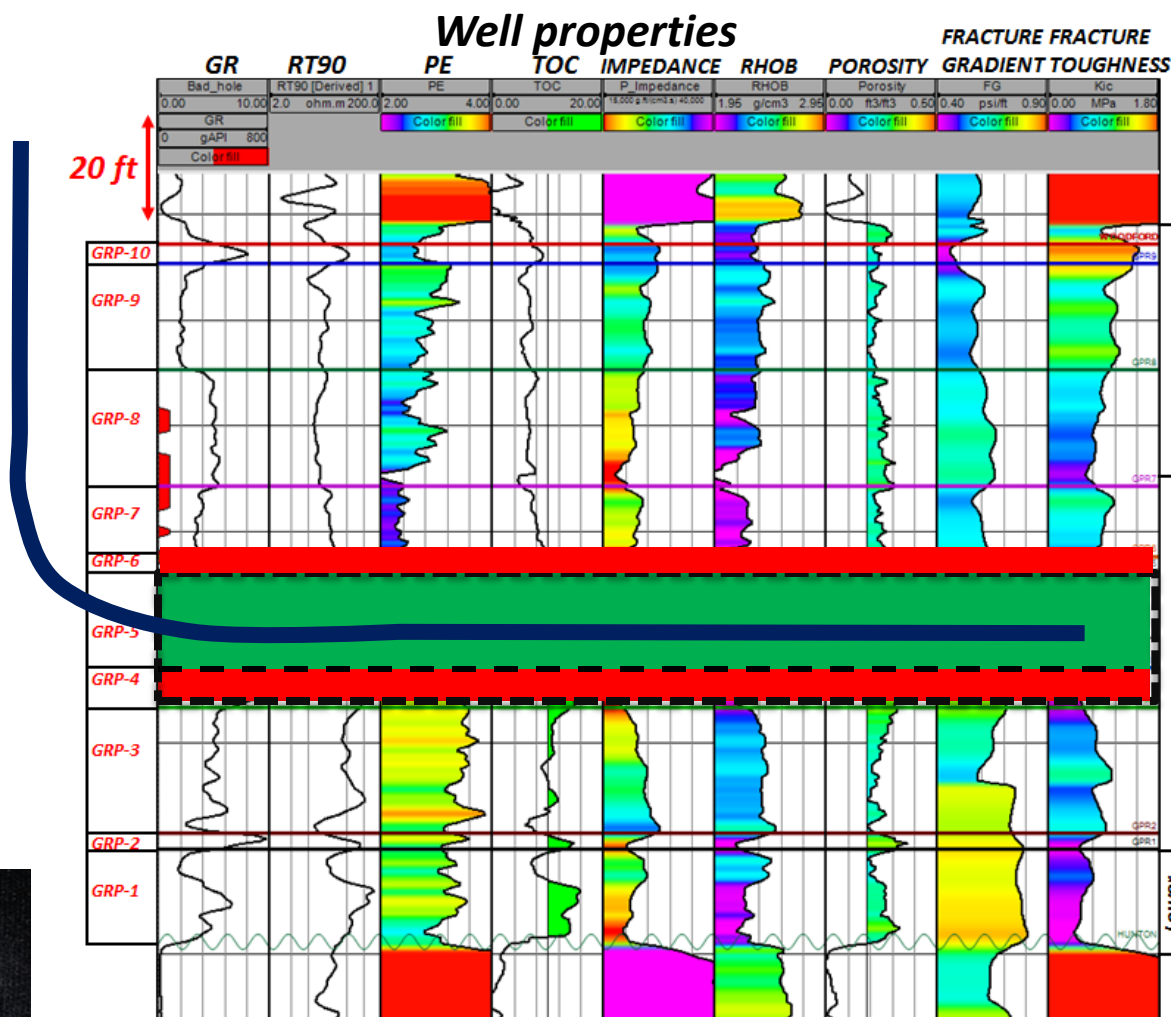 Well properties
FRACTURE FRACTURE
GR RT90 PE TOC IMPEDANCE RHOB POROSITY GRADIENT TOUGHNESS
Bad_hole RT90 [Derived] 1 PE TOC P_Impedance RHOB Porosity FG Kic
0.00 10.00 2.0 ohm.m 200.0 2.00 4.00 0.00 20.00 1.95 g/cm3 2.95 0.00 ft3/ft3 0.50 0.40 psi/ft 0.90 0.00 MPa 1.80
GR Color fill Color fill Color fill Color fill Color fill Color fill Color fill
0 gAPI 800
Color fill
20 ft
GRP-10
GPR9
GRP-9
GPR8
GRP-8
GPR7
GRP-7
GRP-6
GRP-5
GRP-4
GRP-3
GPR2
GRP-2
GPR1
GRP-1
HUNTON